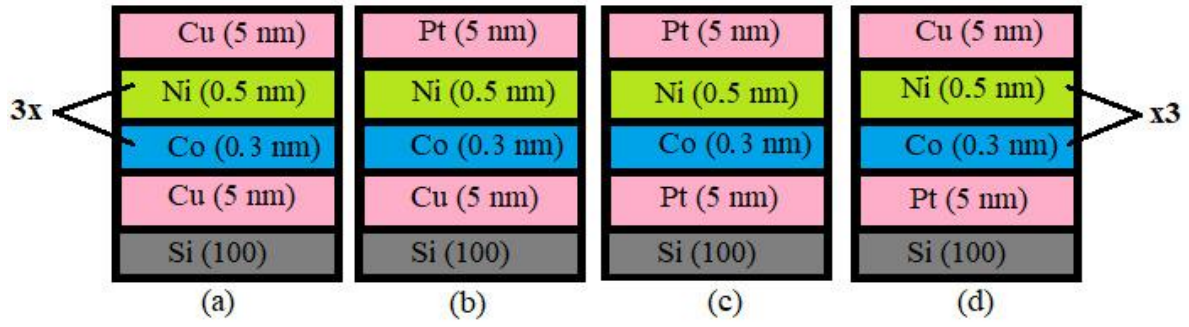 Cu (5 nm)
Ni (0.5 nm)
Co (0.3 nm)
Cu (5 nm)
Si (100)
3x
(a)
Pt (5 nm)
Ni (0.5 nm)
Co (0.3 nm)
Cu (5 nm)
Si (100)
(b)
Pt (5 nm)
Ni (0.5 nm)
Co (0.3 nm)
Pt (5 nm)
Si (100)
(c)
Cu (5 nm)
Ni (0.5 nm)
Co (0.3 nm)
Pt (5 nm)
Si (100)
x3
(d)